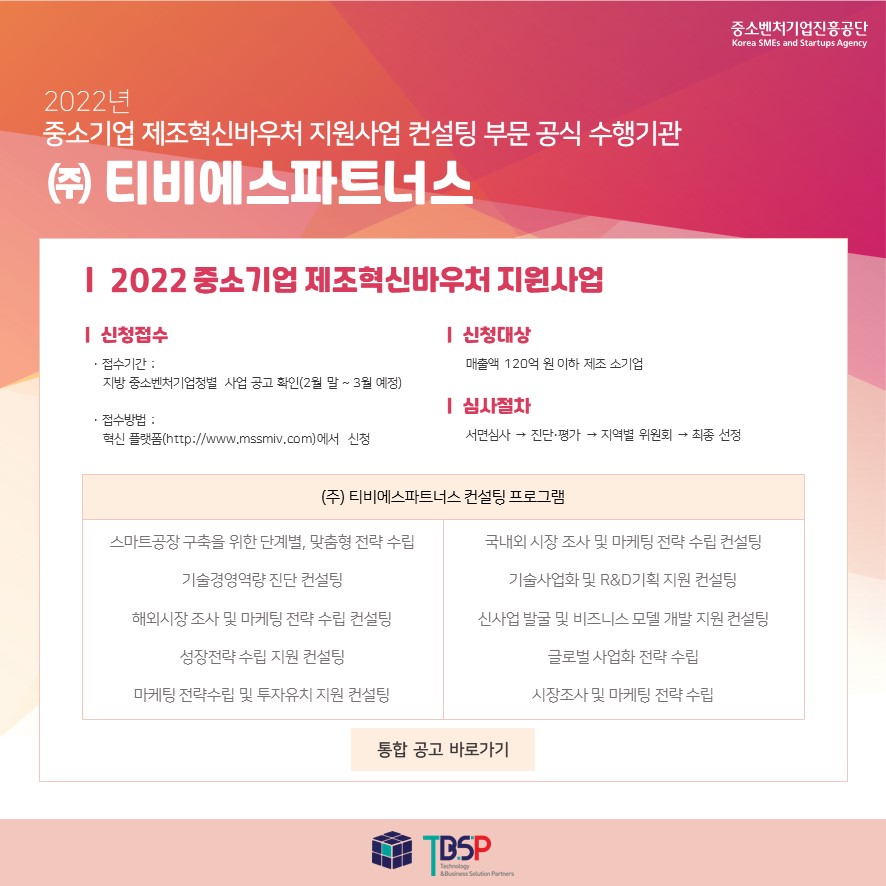 중소벤처기업진흥공단
Korea SMEs and Startups Agency
2022년
중소기업 제조혁신바우처 지원사업 컨설팅 부문 공식 수행기관
㈜ 티비에스파트너스
Ⅰ 2022 중소기업 제조혁신바우처 지원사업
Ⅰ 신청접수
· 접수기간 :
지방 중소벤처기업청별 사업 공고 확인(2월 말 ~ 3월 예정)
· 접수방법 :
혁신 플랫폼(http://www.mssmiv.com)에서 신청
Ⅰ 신청대상
매출액 120억 원 이하 제조 소기업
Ⅰ 심사절차
서면심사 → 진단·평가 → 지역별 위원회 → 최종 선정
(주) 티비에스파트너스 컨설팅 프로그램
스마트공장 구축을 위한 단계별, 맞춤형 전략 수립
국내외 시장 조사 및 마케팅 전략 수립 컨설팅
기술경영역량 진단 컨설팅
기술사업화 및 R&D기획 지원 컨설팅
해외시장 조사 및 마케팅 전략 수립 컨설팅
신사업 발굴 및 비즈니스 모델 개발 지원 컨설팅
성장전략 수립 지원 컨설팅
글로벌 사업화 전략 수립
마케팅 전략수립 및 투자유치 지원 컨설팅
시장조사 및 마케팅 전략 수립
통합 공고 바로가기
TBSP
Technology
&Business Solution Partners